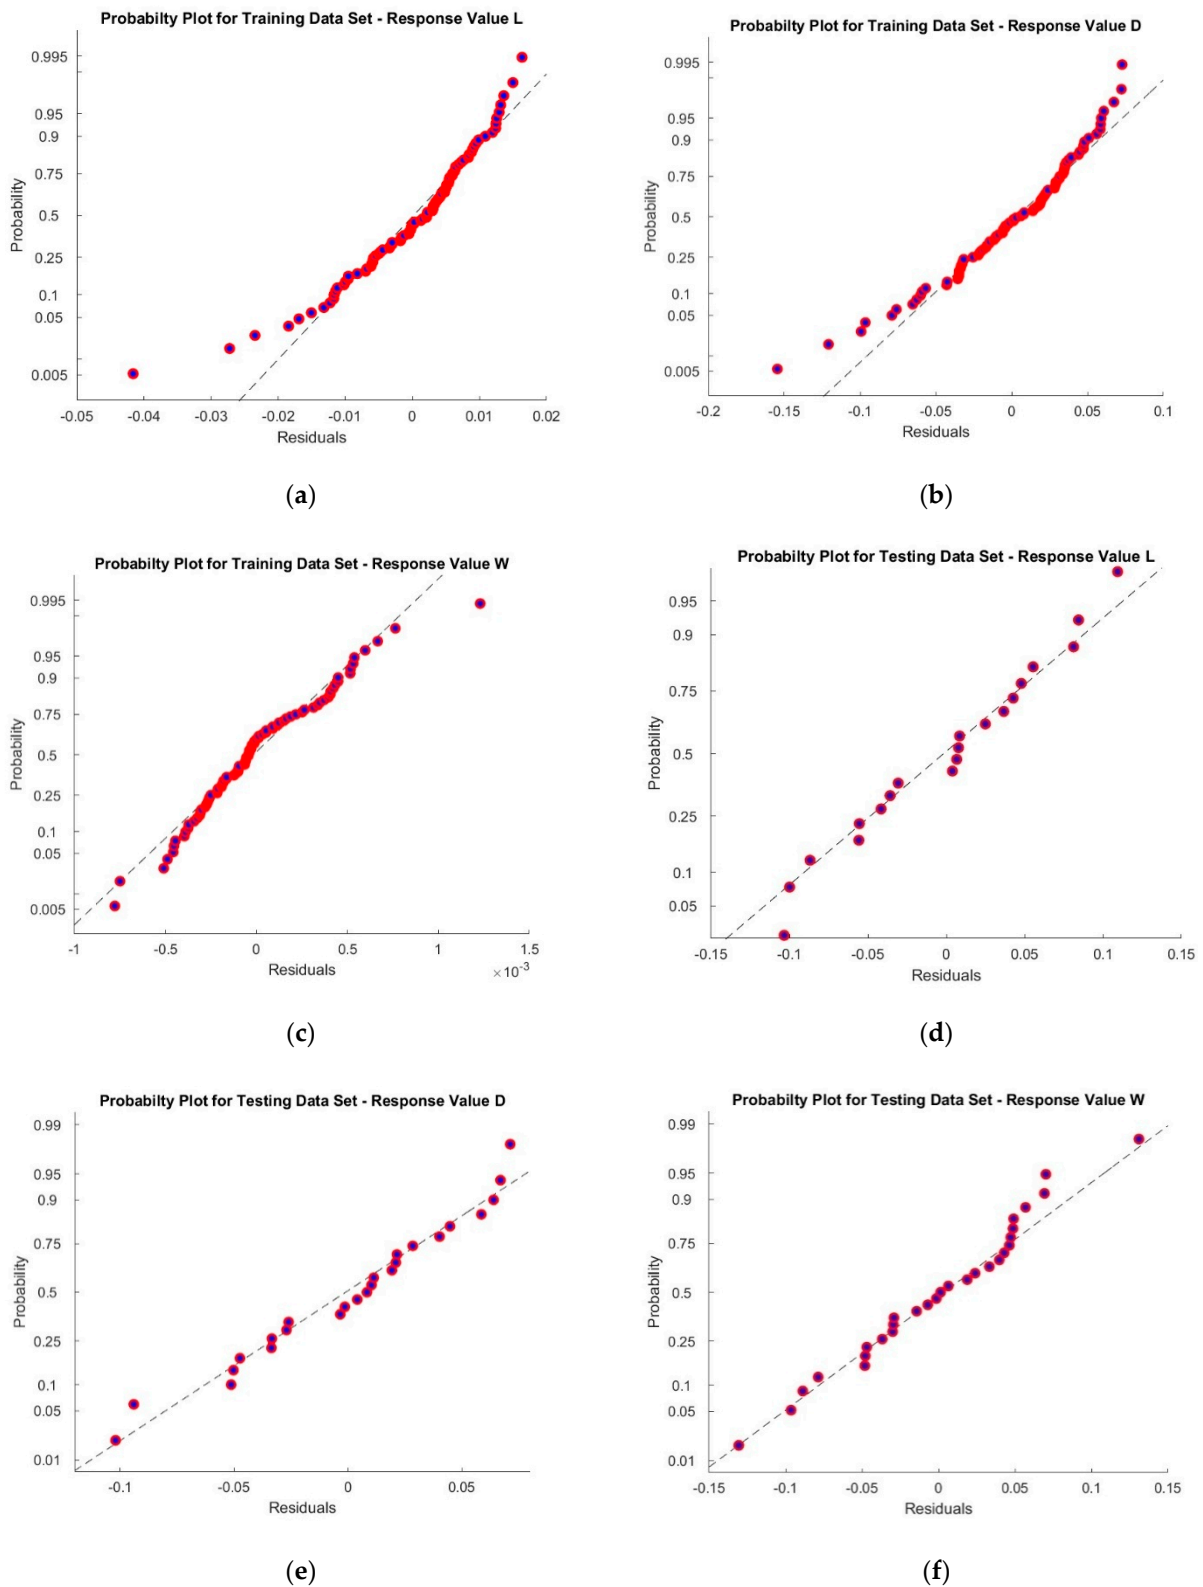 Probabilty Plot for Training Data Set - Response Value L
0.995
0.95
0.9
0.75
0.5
0.25
0.1
0.05
0.005
Probability
-0.05 -0.04 -0.03 -0.02 -0.01 0 0.01 0.02
Residuals
(a)
Probabilty Plot for Training Data Set - Response Value D
0.995
0.95
0.9
0.75
0.5
0.25
0.1
0.05
0.005
Probability
-0.2 -0.15 -0.1 -0.05 0 0.05 0.1
Residuals
(b)
Probabilty Plot for Training Data Set - Response Value W
0.995
0.95
0.9
0.75
0.5
0.25
0.1
0.05
0.005
Probability
-1 -0.5 0 0.5 1 1.5
Residuals
×10⁻³
(c)
Probabilty Plot for Testing Data Set - Response Value L
0.95
0.9
0.75
0.5
0.25
0.1
0.05
Probability
-0.15 -0.1 -0.05 0 0.05 0.1 0.15
Residuals
(d)
Probabilty Plot for Testing Data Set - Response Value D
0.99
0.95
0.9
0.75
0.5
0.25
0.1
0.05
0.01
Probability
-0.1 -0.05 0 0.05
Residuals
(e)
Probabilty Plot for Testing Data Set - Response Value W
0.99
0.95
0.9
0.75
0.5
0.25
0.1
0.05
0.01
Probability
-0.15 -0.1 -0.05 0 0.05 0.1 0.15
Residuals
(f)